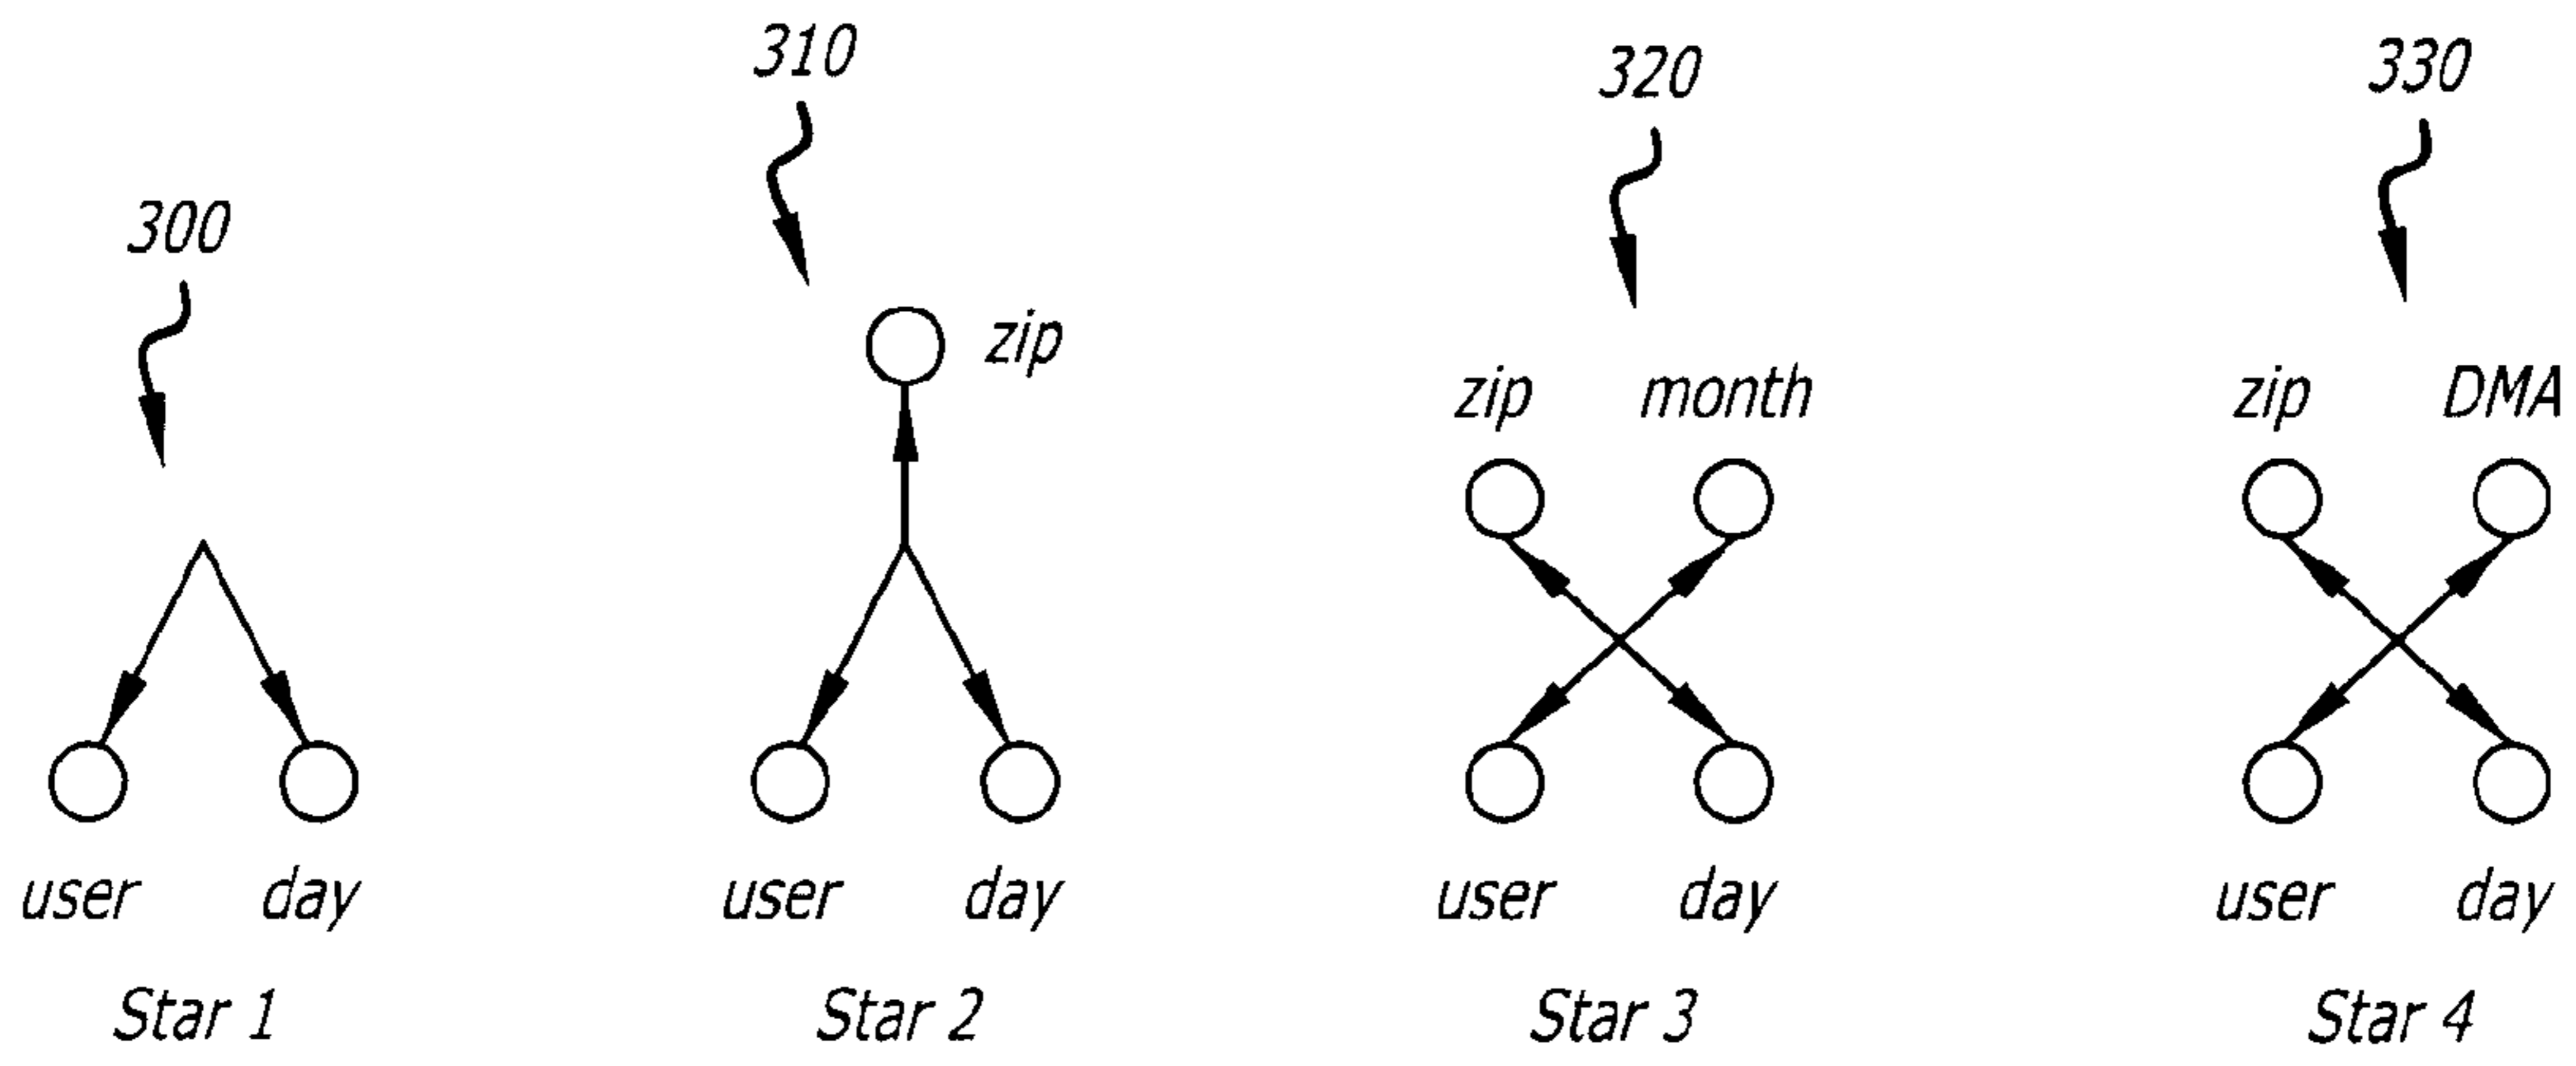 300
user day
Star 1
310
zip
user day
Star 2
320
zip month
user day
Star 3
330
zip DMA
user day
Star 4